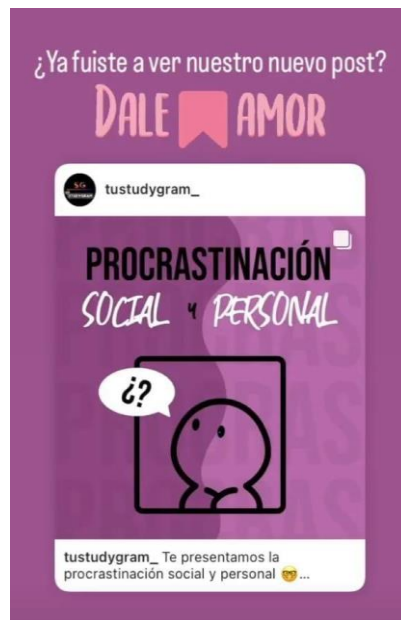 ¿Ya fuiste a ver nuestro nuevo post?
DALE AMOR
tustudygram_
PROCRASTINACIÓN
SOCIAL y PERSONAL
¿?
tustudygram_ Te presentamos la
procrastinación social y personal 🤓...